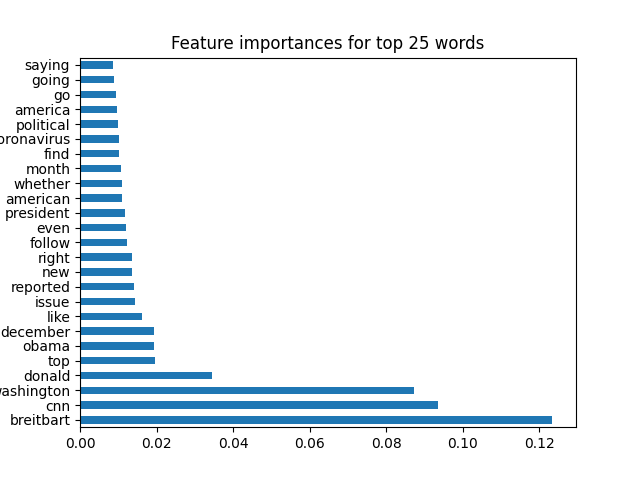 Feature importances for top 25 words
saying
going
go
america
political
oronavirus
find
month
whether
american
president
even
follow
right
new
reported
issue
like
december
obama
top
donald
washington
cnn
breitbart
0.00 0.02 0.04 0.06 0.08 0.10 0.12